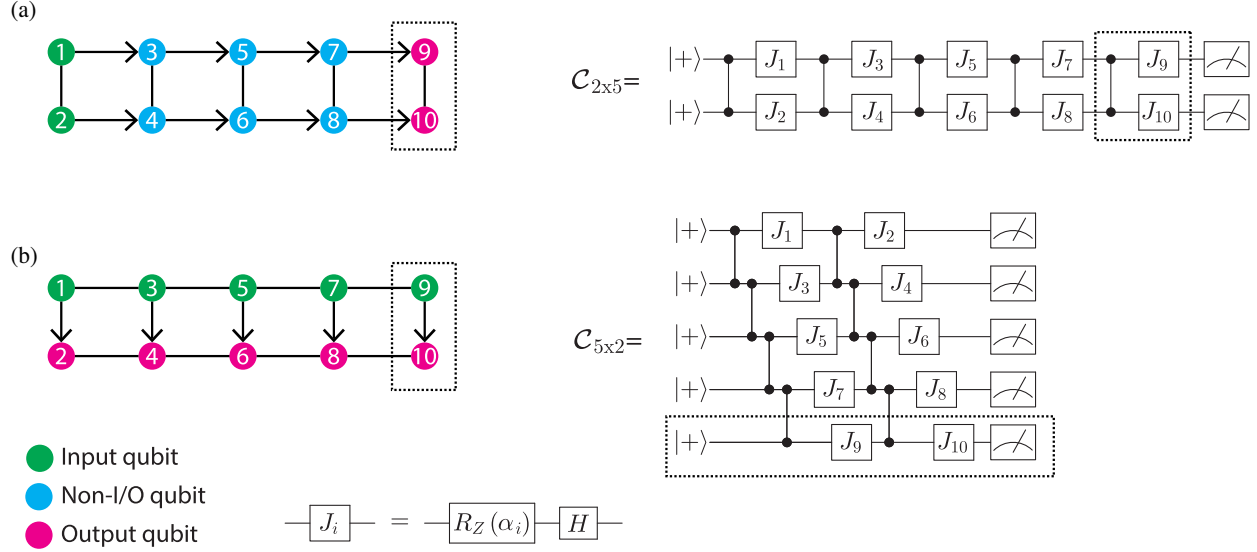 (a)
1 3 5 7 9
2 4 6 8 10
C2x5=
|+⟩ J1 J3 J5 J7 J9
|+⟩ J2 J4 J6 J8 J10
(b)
1 3 5 7 9
2 4 6 8 10
C5x2=
|+⟩ J1 J2
|+⟩ J3 J4
|+⟩ J5 J6
|+⟩ J7 J8
|+⟩ J9 J10
Input qubit
Non-I/O qubit
Output qubit
Ji = RZ(αi) H